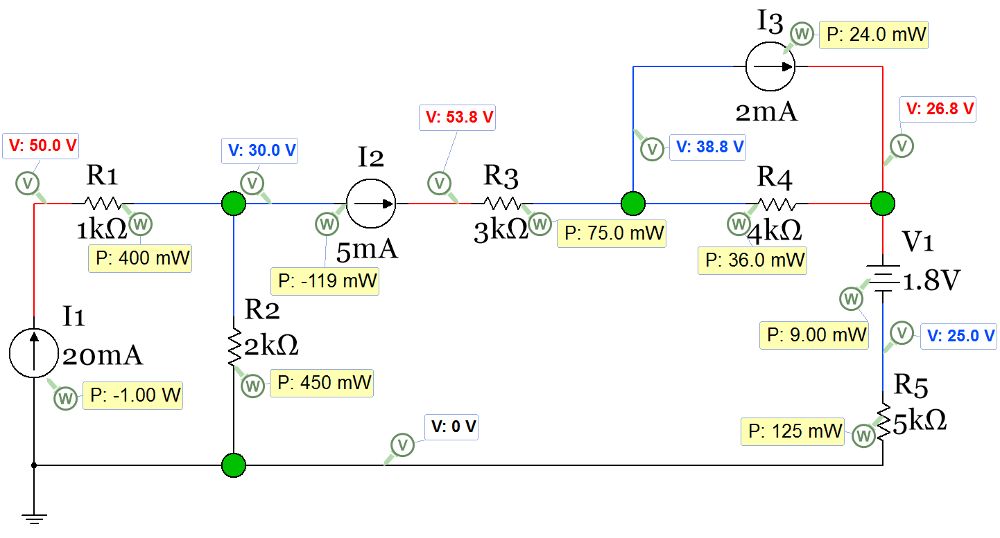 I3
W
P: 24.0 mW
2mA
V: 53.8 V
V: 26.8 V
V: 50.0 V
V: 30.0 V
V
V: 38.8 V
V
I2
V
R1
V
V
R3
R4
1kΩ
W
5mA
W
3kΩ
W
P: 75.0 mW
W
4kΩ
V1
1.8V
P: 400 mW
P: -119 mW
P: 36.0 mW
W
I1
R2
P: 9.00 mW
V
V: 25.0 V
20mA
2kΩ
P: -1.00 W
W
W
P: 450 mW
R5
5kΩ
V: 0 V
V
P: 125 mW
W